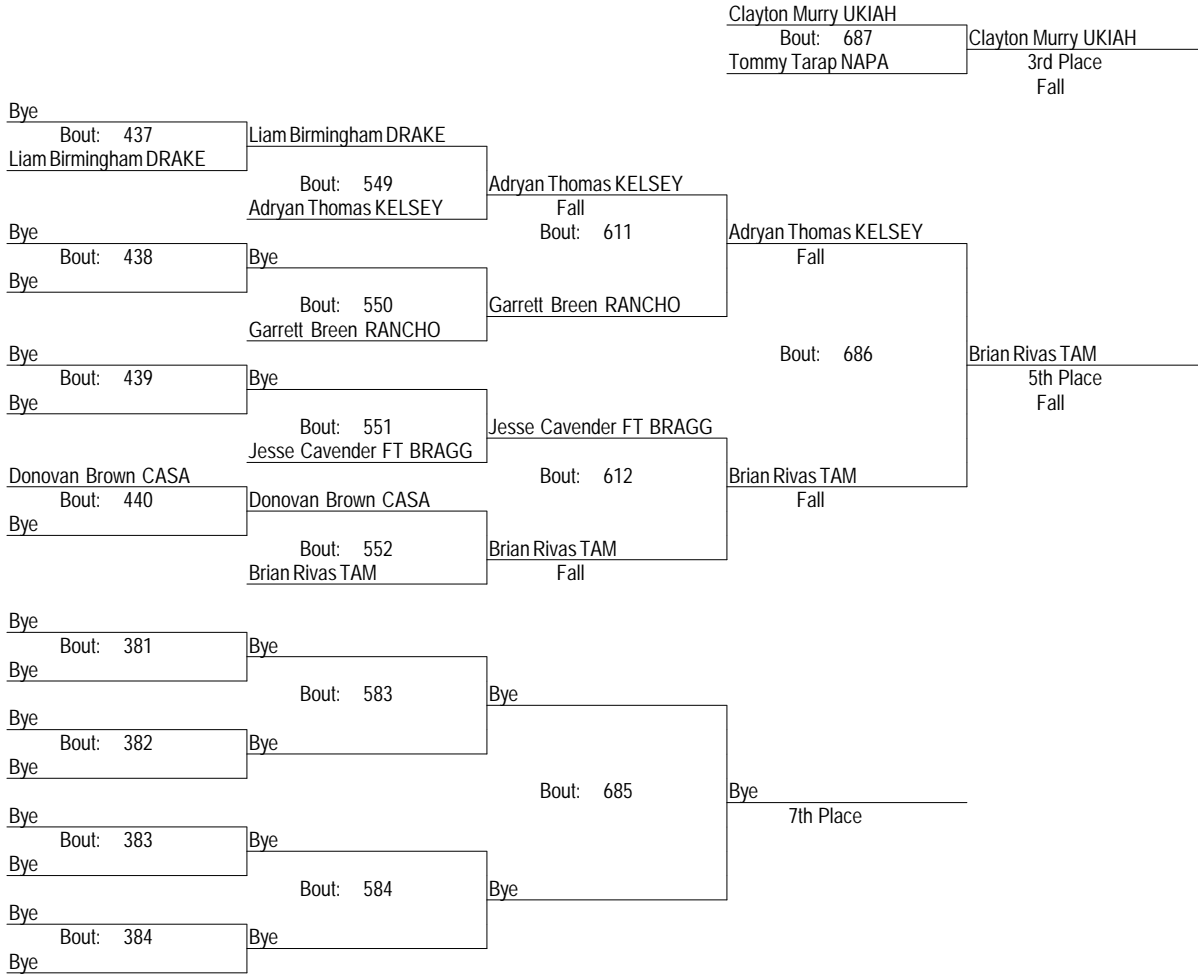 Clayton Murry UKIAH
Bout: 687
Clayton Murry UKIAH
Tommy Tarap NAPA
3rd Place
Fall
Bye
Bout: 437
Liam Birmingham DRAKE
Liam Birmingham DRAKE
Bout: 549
Adryan Thomas KELSEY
Adryan Thomas KELSEY
Fall
Bye
Bout: 438
Bye
Bye
Bout: 611
Adryan Thomas KELSEY
Fall
Bout: 550
Garrett Breen RANCHO
Garrett Breen RANCHO
Bye
Bout: 439
Bye
Bye
Bout: 686
Brian Rivas TAM
5th Place
Fall
Bout: 551
Jesse Cavender FT BRAGG
Jesse Cavender FT BRAGG
Donovan Brown CASA
Bout: 440
Bye
Donovan Brown CASA
Bout: 612
Brian Rivas TAM
Fall
Bout: 552
Brian Rivas TAM
Brian Rivas TAM
Fall
Bye
Bout: 381
Bye
Bye
Bout: 583
Bye
Bye
Bout: 382
Bye
Bye
Bout: 685
Bye
7th Place
Bye
Bout: 383
Bye
Bye
Bout: 584
Bye
Bye
Bout: 384
Bye
Bye